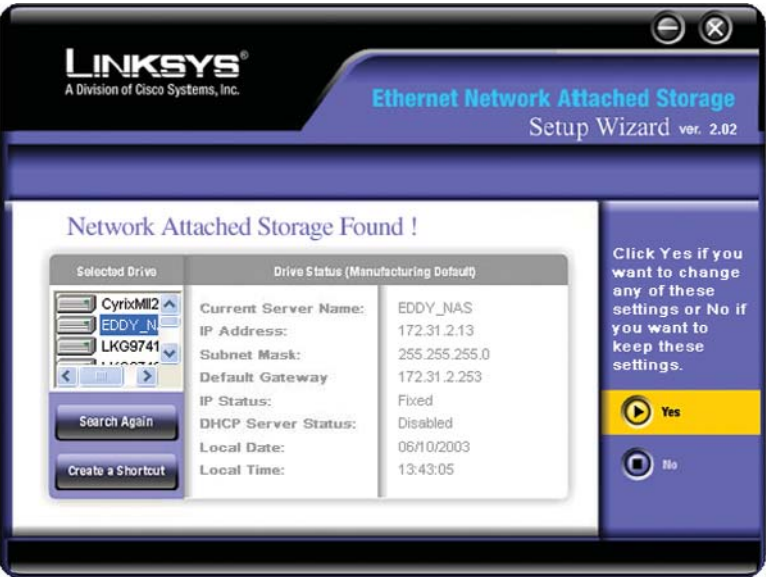 LINKSYS®
A Division of Cisco Systems, Inc.
Ethernet Network Attached Storage
Setup Wizard ver. 2.02
Network Attached Storage Found !
Selected Drive
Drive Status (Manufacturing Default)
CyrixMII2
EDDY_N
LKG9741
Search Again
Create a Shortcut
Current Server Name: EDDY_NAS
IP Address: 172.31.2.13
Subnet Mask: 255.255.255.0
Default Gateway 172.31.2.253
IP Status: Fixed
DHCP Server Status: Disabled
Local Date: 06/10/2003
Local Time: 13:43:05
Click Yes if you
want to change
any of these
settings or No if
you want to
keep these
settings.
Yes
No